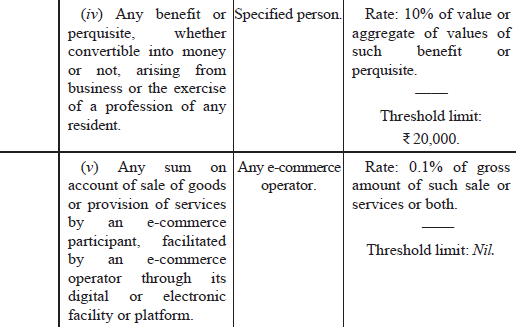 (iv) Any benefit or
perquisite, whether
convertible into money
or not, arising from
business or the exercise
of a profession of any
resident.
Specified person.
Rate: 10% of value or
aggregate of values of
such benefit or
perquisite.
Threshold limit:
₹ 20,000.
(v) Any sum on
account of sale of goods
or provision of services
by an e-commerce
participant, facilitated
by an e-commerce
operator through its
digital or electronic
facility or platform.
Any e-commerce
operator.
Rate: 0.1% of gross
amount of such sale or
services or both.
Threshold limit: Nil.